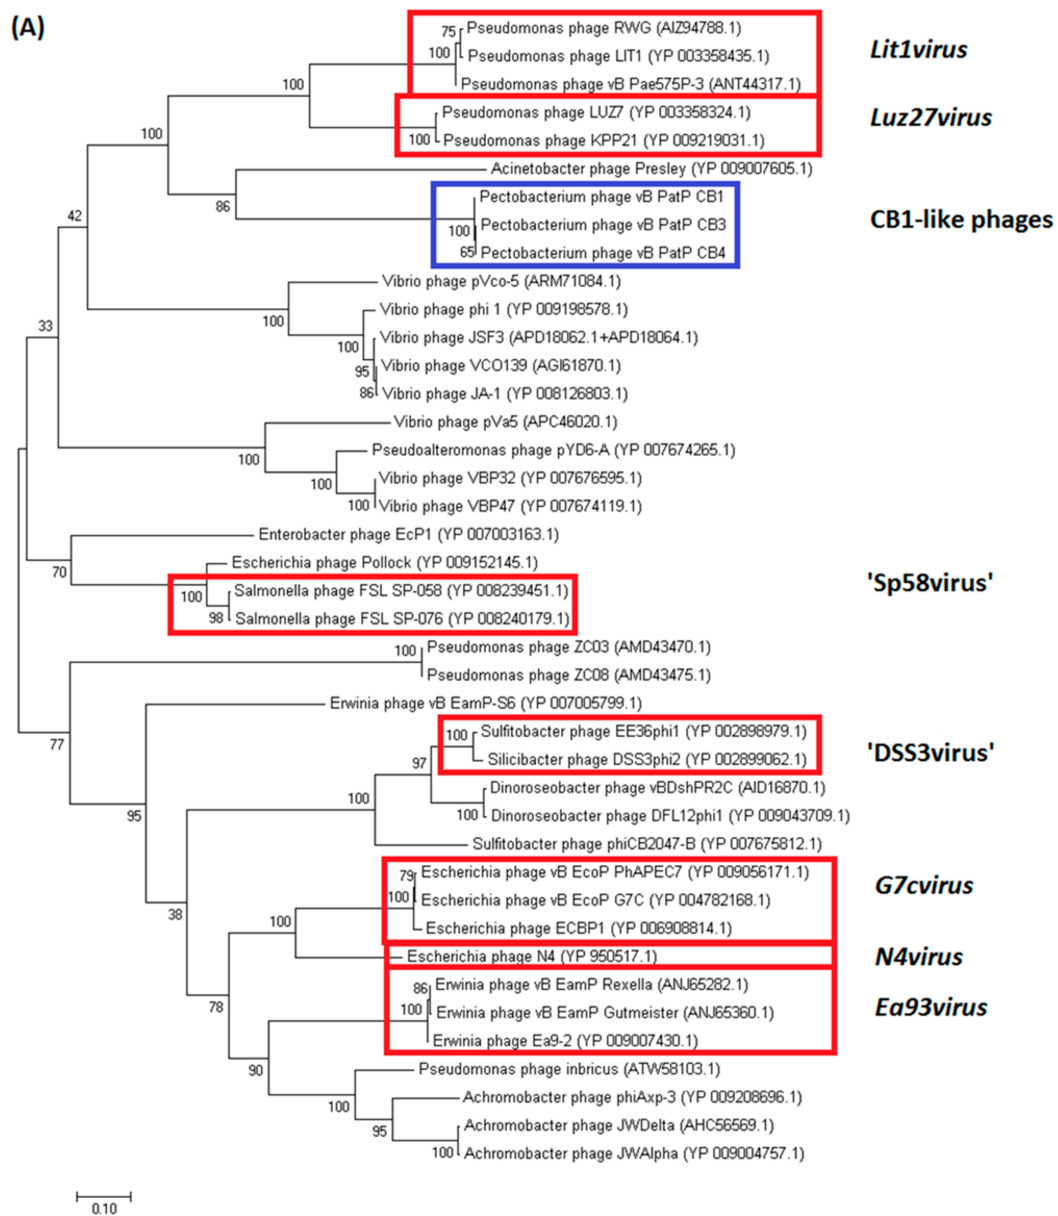 (A)
75
Pseudomonas phage RWG (AIZ94788.1)
100
Pseudomonas phage LIT1 (YP 003358435.1)
Lit1virus
Pseudomonas phage vB Pae575P-3 (ANT44317.1)
100
Pseudomonas phage LUZ7 (YP 003358324.1)
Luz27virus
100
100
Pseudomonas phage KPP21 (YP 009219031.1)
Acinetobacter phage Presley (YP 009007605.1)
86
Pectobacterium phage vB PatP CB1
42
100
Pectobacterium phage vB PatP CB3
CB1-like phages
65
Pectobacterium phage vB PatP CB4
Vibrio phage pVco-5 (ARM71084.1)
100
Vibrio phage phi 1 (YP 009198578.1)
33
100
Vibrio phage JSF3 (APD18062.1+APD18064.1)
95
Vibrio phage VCO139 (AGI61870.1)
86
Vibrio phage JA-1 (YP 008126803.1)
Vibrio phage pVa5 (APC46020.1)
100
Pseudoalteromonas phage pYD6-A (YP 007674265.1)
100
Vibrio phage VBP32 (YP 007676595.1)
100
Vibrio phage VBP47 (YP 007674119.1)
Enterobacter phage EcP1 (YP 007003163.1)
70
Escherichia phage Pollock (YP 009152145.1)
100
Salmonella phage FSL SP-058 (YP 008239451.1)
'Sp58virus'
98
Salmonella phage FSL SP-076 (YP 008240179.1)
100
Pseudomonas phage ZC03 (AMD43470.1)
Pseudomonas phage ZC08 (AMD43475.1)
Erwinia phage vB EamP-S6 (YP 007005799.1)
77
100
Sulfitobacter phage EE36phi1 (YP 002898979.1)
97
Silicibacter phage DSS3phi2 (YP 002899062.1)
'DSS3virus'
Dinoroseobacter phage vBDshPR2C (AID16870.1)
95
100
100
Dinoroseobacter phage DFL12phi1 (YP 009043709.1)
Sulfitobacter phage phiCB2047-B (YP 007675812.1)
79
Escherichia phage vB EcoP PhAPEC7 (YP 009056171.1)
G7cvirus
100
Escherichia phage vB EcoP G7C (YP 004782168.1)
38
100
Escherichia phage ECBP1 (YP 006908814.1)
Escherichia phage N4 (YP 950517.1)
N4virus
86
Erwinia phage vB EamP Rexella (ANJ65282.1)
78
100
Erwinia phage vB EamP Gutmeister (ANJ65360.1)
Ea93virus
Erwinia phage Ea9-2 (YP 009007430.1)
90
Pseudomonas phage inbricus (ATW58103.1)
100
Achromobacter phage phiAxp-3 (YP 009208696.1)
95
Achromobacter phage JWDelta (AHC56569.1)
100
Achromobacter phage JWAlpha (YP 009004757.1)
0.10